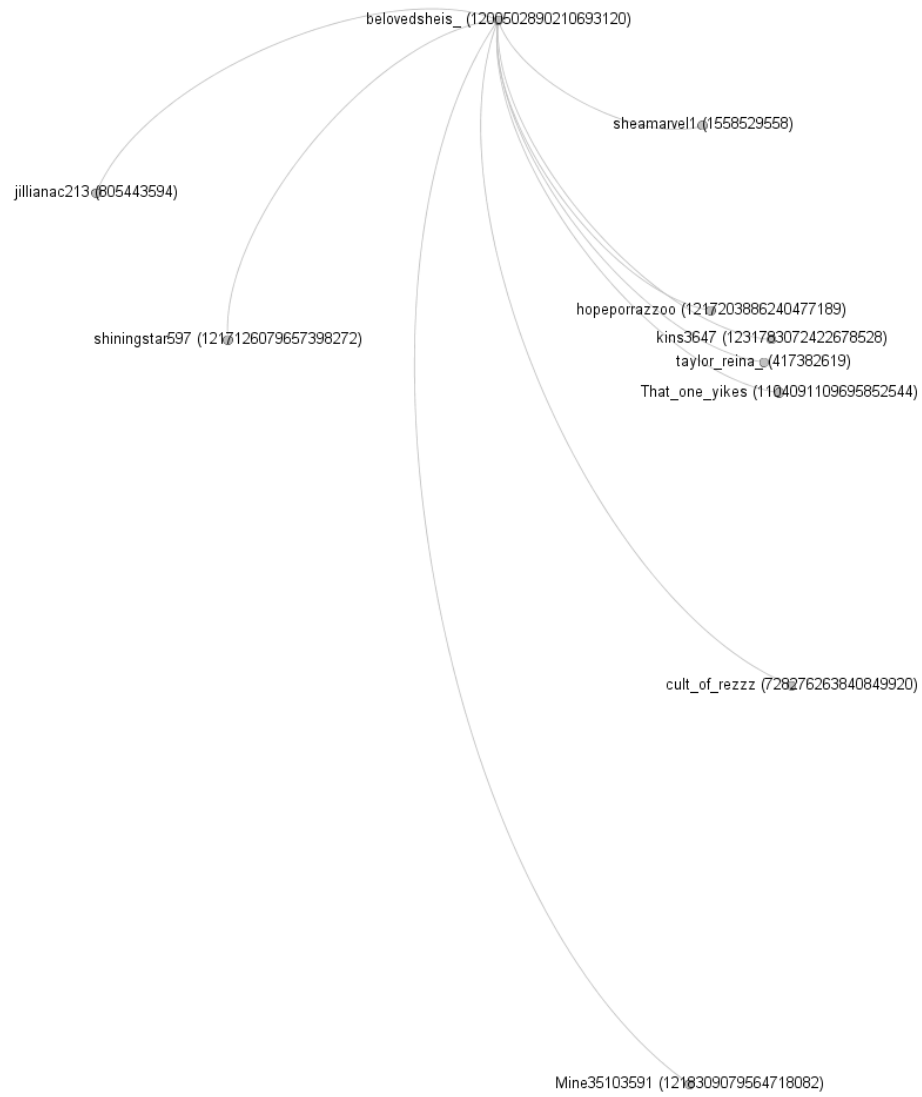 belovedsheis_ (1200502890210693120)
sheamarvel1 (1558529558)
jillianac213 (805443594)
hopeporrazzoo (1217203886240477189)
shiningstar597 (1217126079657398272)
kins3647 (1231783072422678528)
taylor_reina_ (417382619)
That_one_yikes (1104091109695852544)
cult_of_rezzz (728276263840849920)
Mine35103591 (1218309079564718082)